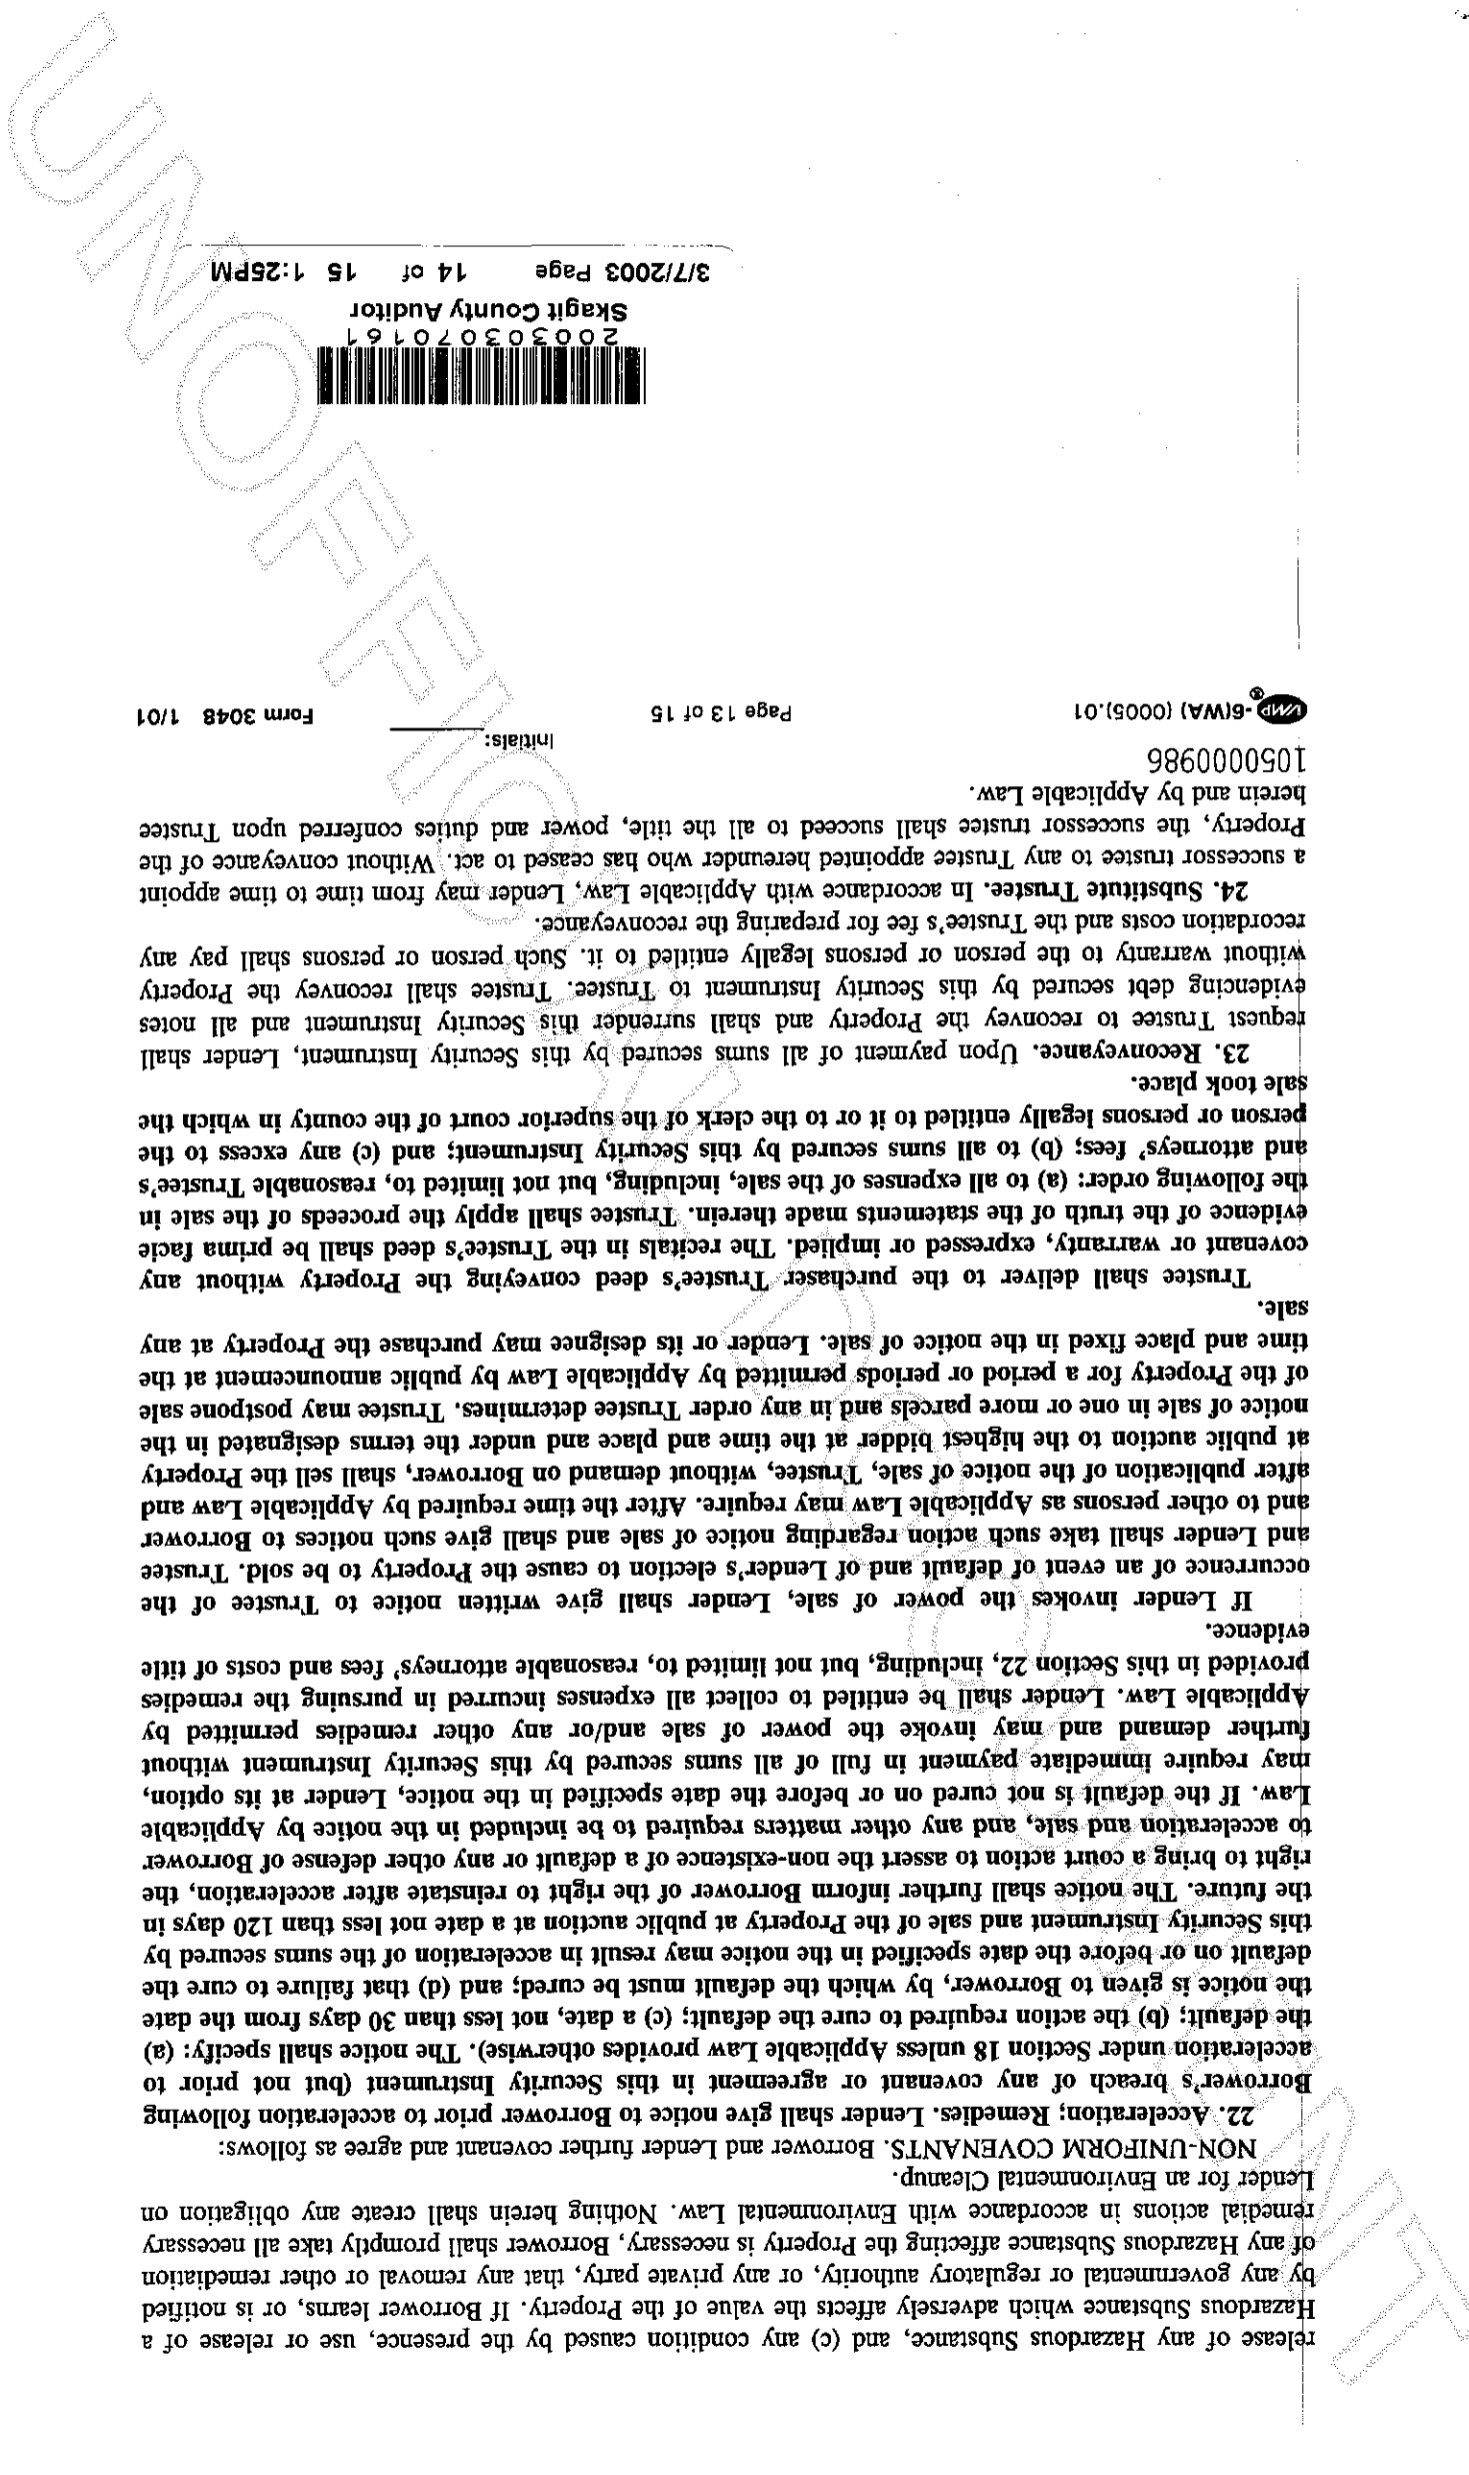 release of any Hazardous Substance, and (c) any condition caused by the presence, use or release of a
Hazardous Substance which adversely affects the value of the Property. If Borrower learns, or is notified
by any governmental or regulatory authority, or any private party, that any removal or other remediation
of any Hazardous Substance affecting the Property is necessary, Borrower shall promptly take all necessary
remedial actions in accordance with Environmental Law. Nothing herein shall create any obligation on
Lender for an Environmental Cleanup.
NON-UNIFORM COVENANTS. Borrower and Lender further covenant and agree as follows:
22. Acceleration; Remedies. Lender shall give notice to Borrower prior to acceleration following
Borrower's breach of any covenant or agreement in this Security Instrument (but not prior to
acceleration under Section 18 unless Applicable Law provides otherwise). The notice shall specify: (a)
the default; (b) the action required to cure the default; (c) a date, not less than 30 days from the date
the notice is given to Borrower, by which the default must be cured; and (d) that failure to cure the
default on or before the date specified in the notice may result in acceleration of the sums secured by
this Security Instrument and sale of the Property at public auction at a date not less than 120 days in
the future. The notice shall further inform Borrower of the right to reinstate after acceleration, the
right to bring a court action to assert the non-existence of a default or any other defense of Borrower
to acceleration and sale, and any other matters required to be included in the notice by Applicable
Law. If the default is not cured on or before the date specified in the notice, Lender at its option,
may require immediate payment in full of all sums secured by this Security Instrument without
further demand and may invoke the power of sale and/or any other remedies permitted by
Applicable Law. Lender shall be entitled to collect all expenses incurred in pursuing the remedies
provided in this Section 22, including, but not limited to, reasonable attorneys' fees and costs of title
evidence.
If Lender invokes the power of sale, Lender shall give written notice to Trustee of the
occurrence of an event of default and of Lender's election to cause the Property to be sold. Trustee
and Lender shall take such action regarding notice of sale and shall give such notices to Borrower
and to other persons as Applicable Law may require. After the time required by Applicable Law and
after publication of the notice of sale, Trustee, without demand on Borrower, shall sell the Property
at public auction to the highest bidder at the time and place and under the terms designated in the
notice of sale in one or more parcels and in any order Trustee determines. Trustee may postpone sale
of the Property for a period or periods permitted by Applicable Law by public announcement at the
time and place fixed in the notice of sale. Lender or its designee may purchase the Property at any
sale.
Trustee shall deliver to the purchaser Trustee's deed conveying the Property without any
covenant or warranty, expressed or implied. The recitals in the Trustee's deed shall be prima facie
evidence of the truth of the statements made therein. Trustee shall apply the proceeds of the sale in
the following order: (a) to all expenses of the sale, including, but not limited to, reasonable Trustee's
and attorneys' fees; (b) to all sums secured by this Security Instrument; and (c) any excess to the
person or persons legally entitled to it or to the clerk of the superior court of the county in which the
sale took place.
23. Reconveyance. Upon payment of all sums secured by this Security Instrument, Lender shall
request Trustee to reconvey the Property and shall surrender this Security Instrument and all notes
evidencing debt secured by this Security Instrument to Trustee. Trustee shall reconvey the Property
without warranty to the person or persons legally entitled to it. Such person or persons shall pay any
recordation costs and the Trustee's fee for preparing the reconveyance.
24. Substitute Trustee. In accordance with Applicable Law, Lender may from time to time appoint
a successor trustee to any Trustee appointed hereunder who has ceased to act. Without conveyance of the
Property, the successor trustee shall succeed to all the title, power and duties conferred upon Trustee
herein and by Applicable Law.
1050000986
Initials:
VMP®-6(WA) (0005).01 Page 13 of 15 Form 3048 1/01
200303070161
Skagit County Auditor
3/7/2003 Page 14 of 15 1:25PM
UNOFFICIAL DOCUMENT